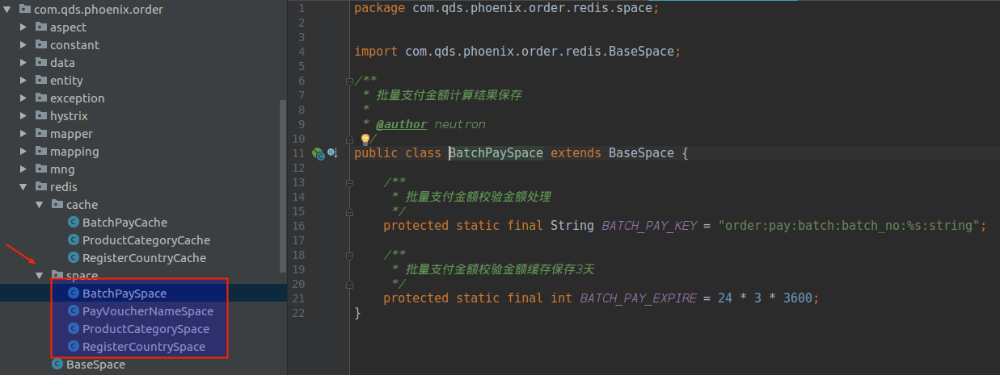 com.qds.phoenix.order
aspect
constant
data
entity
exception
hystrix
mapper
mapping
mng
redis
cache
BatchPayCache
ProductCategoryCache
RegisterCountryCache
space
BatchPaySpace
PayVoucherNameSpace
ProductCategorySpace
RegisterCountrySpace
BaseSpace
1 package com.qds.phoenix.order.redis.space;
2
3
4 import com.qds.phoenix.order.redis.BaseSpace;
5
6 /**
7 * 批量支付金额计算结果保存
8 *
9 * @author neutron
10 */
11 public class BatchPaySpace extends BaseSpace {
12
13 /**
14 * 批量支付金额校验金额处理
15 */
16 protected static final String BATCH_PAY_KEY = "order:pay:batch:batch_no:%s:string";
17
18 /**
19 * 批量支付金额校验金额缓存保存3天
20 */
21 protected static final int BATCH_PAY_EXPIRE = 24 * 3 * 3600;
22 }